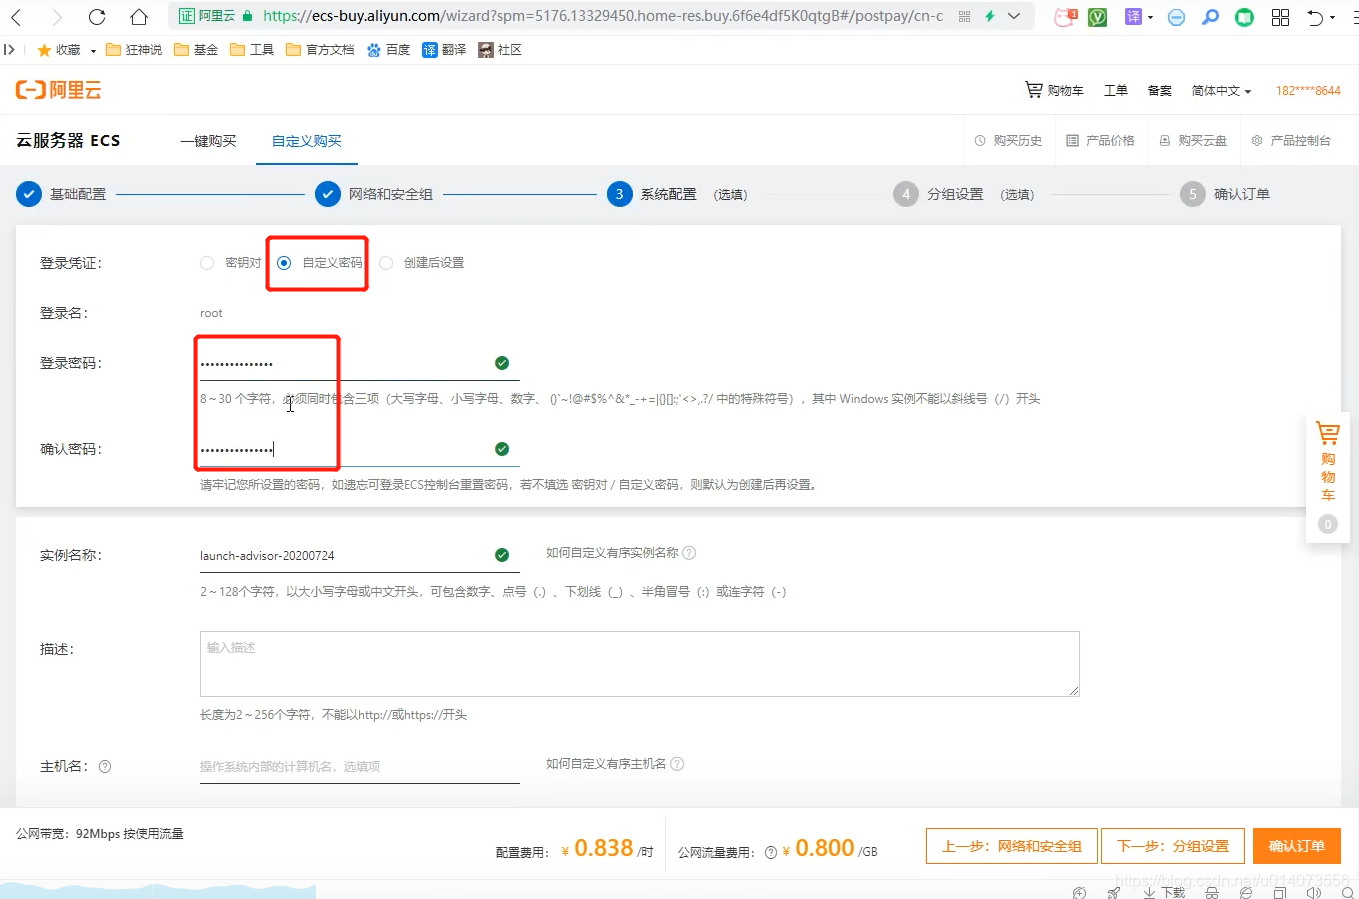 证 阿里云 https://ecs-buy.aliyun.com/wizard?spm=5176.13329450.home-res.buy.6f6e4df5K0qtgB#/postpay/cn-c 译
收藏 狂神说 基金 工具 官方文档 百度 译 翻译 社区
阿里云 购物车 工单 备案 简体中文 182****8644
云服务器 ECS 一键购买 自定义购买 购买历史 产品价格 购买云盘 产品控制台
基础配置 网络和安全组 3 系统配置 (选填) 4 分组设置 (选填) 5 确认订单
登录凭证: 密钥对 自定义密码 创建后设置
登录名: root
登录密码: ••••••••••••••
8～30 个字符，必须同时包含三项（大写字母、小写字母、数字、 ()`~!@#$%^&*_-+=|{}[]:;'<>,.?/ 中的特殊符号），其中 Windows 实例不能以斜线号（/）开头
确认密码: ••••••••••••••
请牢记您所设置的密码，如遗忘可登录ECS控制台重置密码，若不填选 密钥对 / 自定义密码，则默认为创建后再设置。
购物车
0
实例名称: launch-advisor-20200724 如何自定义有序实例名称 ?
2～128个字符，以大小写字母或中文开头，可包含数字、点号（.）、下划线（_）、半角冒号（:）或连字符（-）
描述: 输入描述
长度为2～256个字符，不能以http://或https://开头
主机名: ? 操作系统内部的计算机名，选填项 如何自定义有序主机名 ?
公网带宽: 92Mbps 按使用流量
配置费用: ¥ 0.838 /时 公网流量费用: ? ¥ 0.800 /GB 上一步：网络和安全组 下一步：分组设置 确认订单
https://blog.csdn.net/u014073556
下载